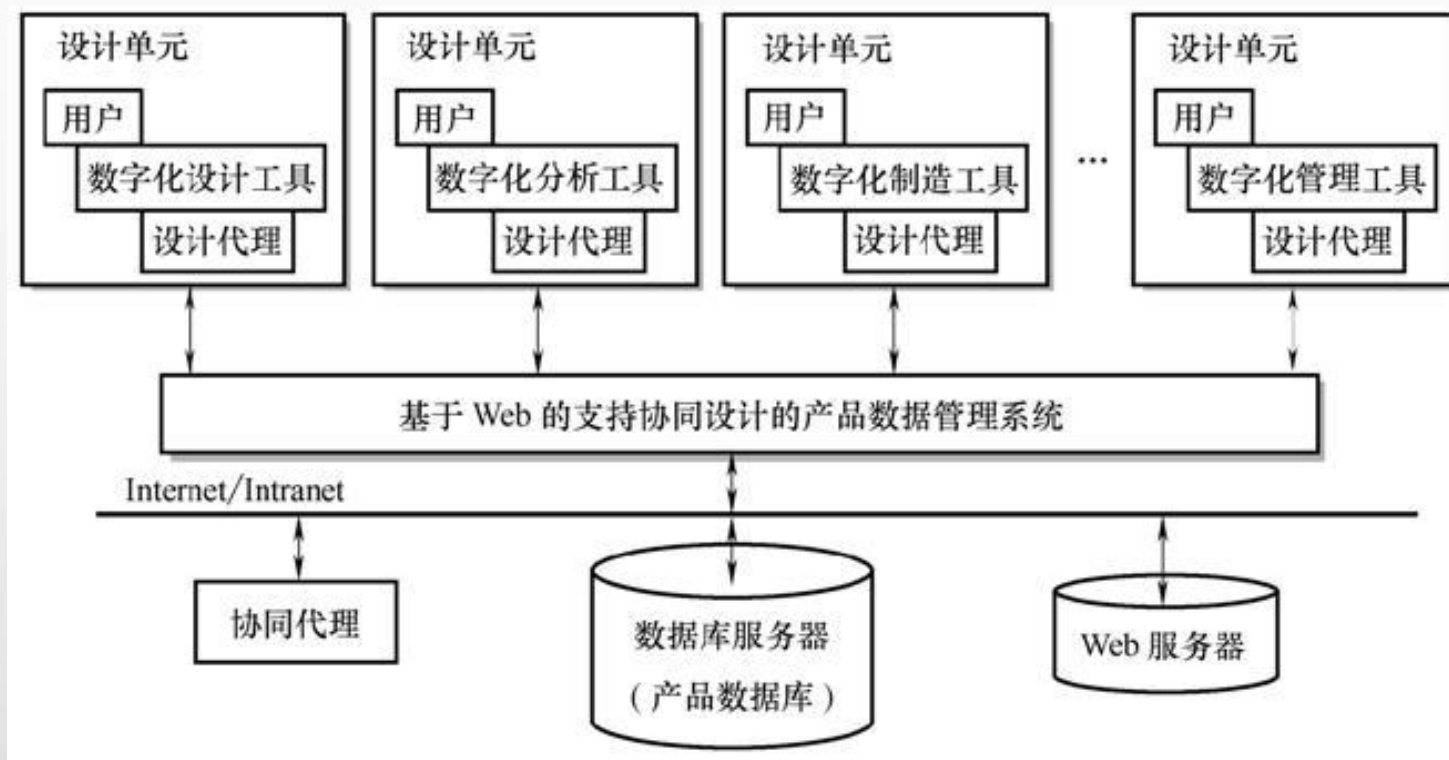 设计单元
用户
数字化设计工具
设计代理
设计单元
用户
数字化分析工具
设计代理
设计单元
用户
数字化制造工具
设计代理
...
设计单元
用户
数字化管理工具
设计代理
基于 Web 的支持协同设计的产品数据管理系统
Internet/Intranet
协同代理
数据库服务器
(产品数据库)
Web 服务器